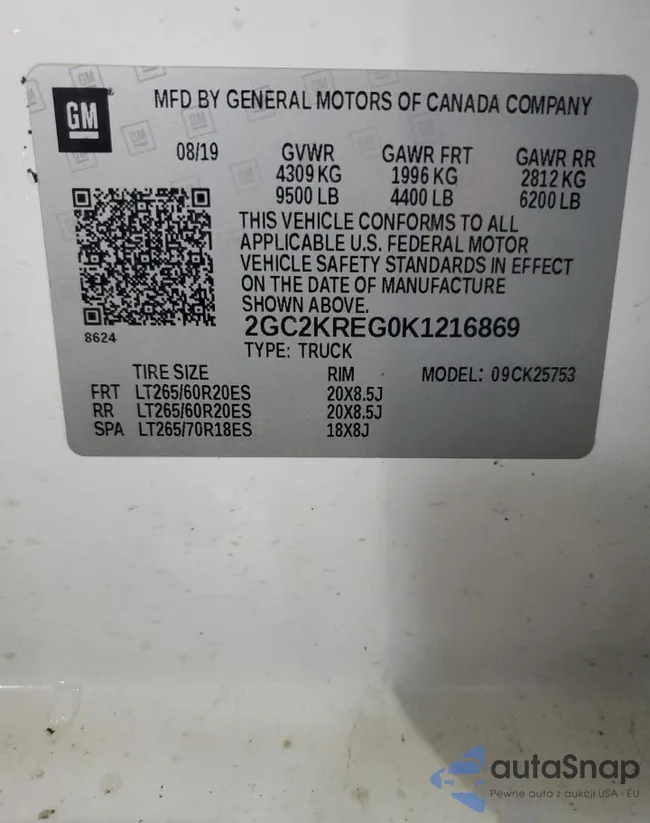 GM
MFD BY GENERAL MOTORS OF CANADA COMPANY
08/19 GVWR GAWR FRT GAWR RR
4309 KG 1996 KG 2812 KG
9500 LB 4400 LB 6200 LB
THIS VEHICLE CONFORMS TO ALL
APPLICABLE U.S. FEDERAL MOTOR
VEHICLE SAFETY STANDARDS IN EFFECT
ON THE DATE OF MANUFACTURE
SHOWN ABOVE.
8624
2GC2KREG0K1216869
TYPE: TRUCK
TIRE SIZE RIM MODEL: 09CK25753
FRT LT265/60R20ES 20X8.5J
RR LT265/60R20ES 20X8.5J
SPA LT265/70R18ES 18X8J
autaSnap
Pewne auta z aukcji USA i EU